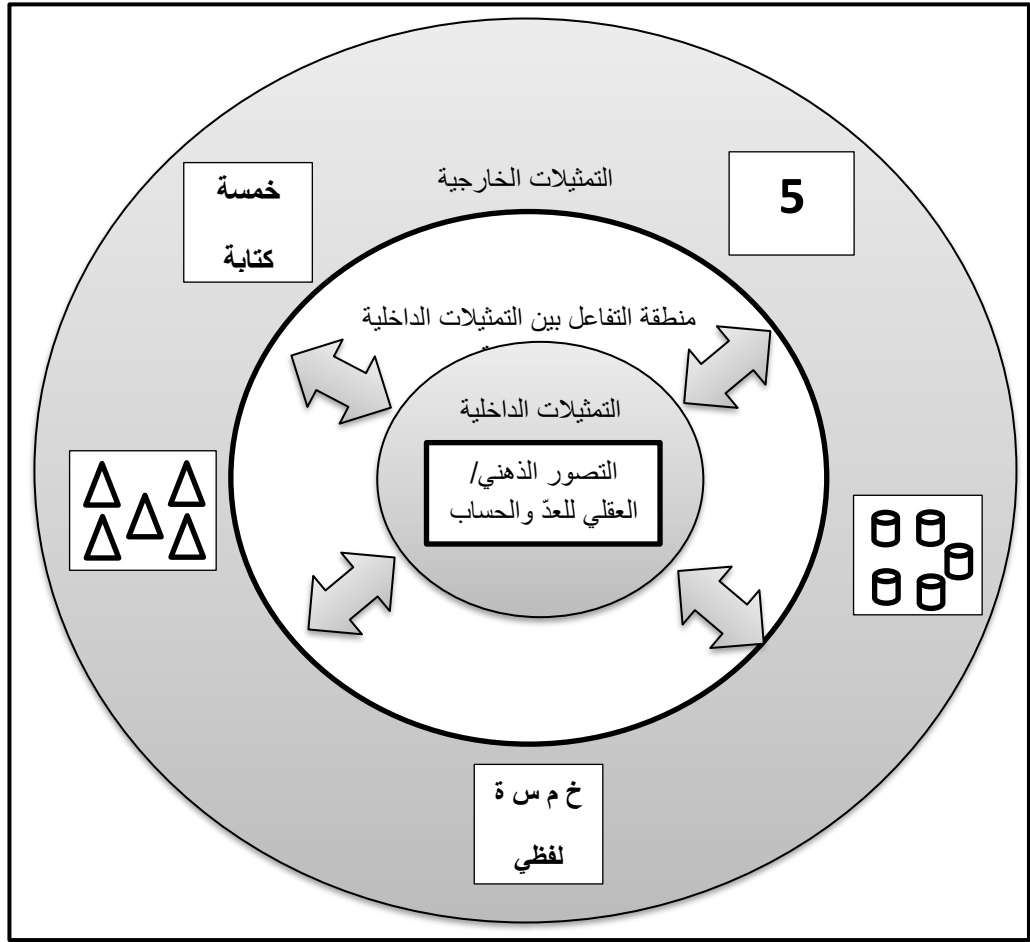 التمثيلات الخارجية
5
خمسة
كتابة
منطقة التفاعل بين التمثيلات الداخلية
التمثيلات الداخلية
التصور الذهني/
العقلي للعدّ والحساب
خ م س ة
لفظي